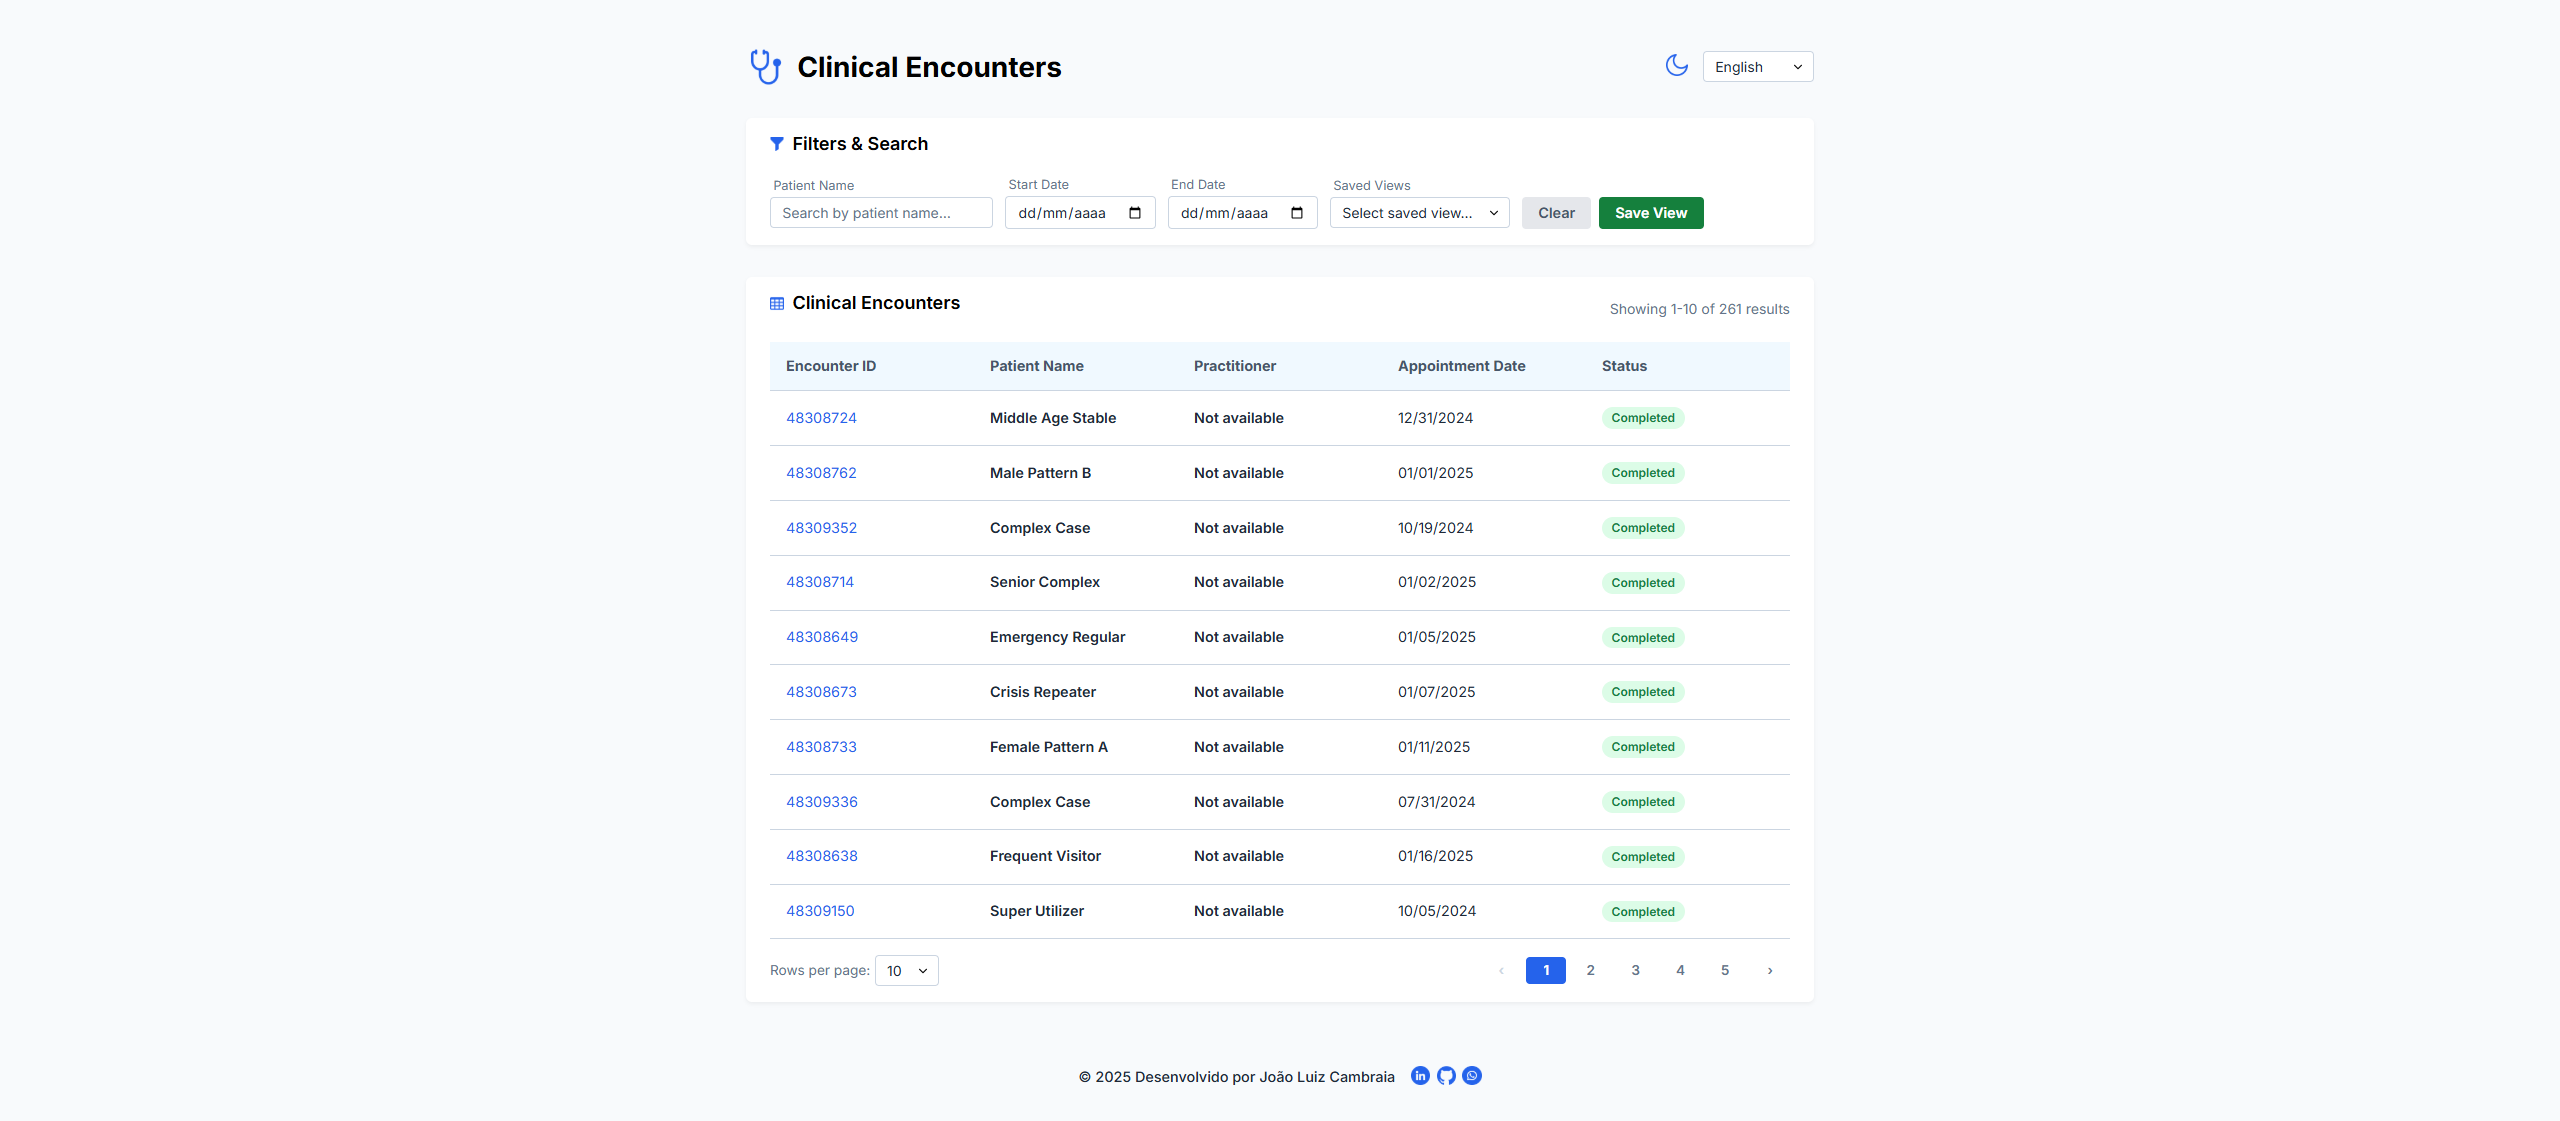 Clinical Encounters
English
Filters & Search
Patient Name
Start Date
End Date
Saved Views
Search by patient name...
dd/mm/aaaa
dd/mm/aaaa
Select saved view...
Clear
Save View
Clinical Encounters
Showing 1-10 of 261 results
Encounter ID Patient Name Practitioner Appointment Date Status
48308724 Middle Age Stable Not available 12/31/2024 Completed
48308762 Male Pattern B Not available 01/01/2025 Completed
48309352 Complex Case Not available 10/19/2024 Completed
48308714 Senior Complex Not available 01/02/2025 Completed
48308649 Emergency Regular Not available 01/05/2025 Completed
48308673 Crisis Repeater Not available 01/07/2025 Completed
48308733 Female Pattern A Not available 01/11/2025 Completed
48309336 Complex Case Not available 07/31/2024 Completed
48308638 Frequent Visitor Not available 01/16/2025 Completed
48309150 Super Utilizer Not available 10/05/2024 Completed
Rows per page: 10
‹ 1 2 3 4 5 ›
© 2025 Desenvolvido por João Luiz Cambraia
in